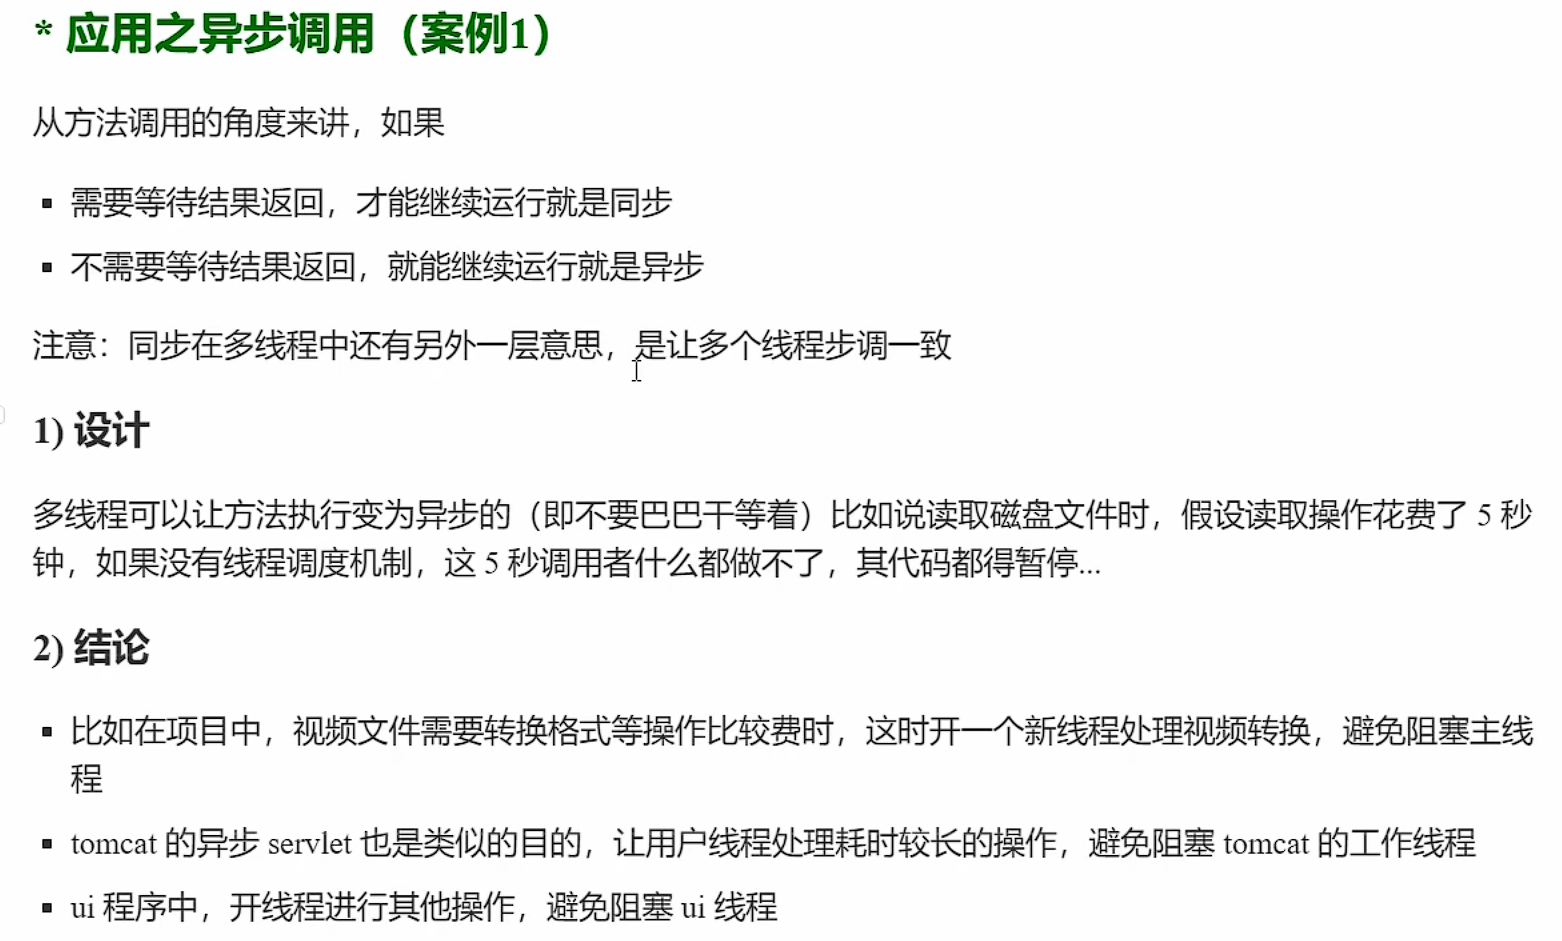 * 应用之异步调用（案例1）
从方法调用的角度来讲，如果
▪ 需要等待结果返回，才能继续运行就是同步
▪ 不需要等待结果返回，就能继续运行就是异步
注意：同步在多线程中还有另外一层意思，是让多个线程步调一致
1) 设计
多线程可以让方法执行变为异步的（即不要巴巴干等着）比如说读取磁盘文件时，假设读取操作花费了 5 秒
钟，如果没有线程调度机制，这 5 秒调用者什么都做不了，其代码都得暂停...
2) 结论
▪ 比如在项目中，视频文件需要转换格式等操作比较费时，这时开一个新线程处理视频转换，避免阻塞主线
程
▪ tomcat 的异步 servlet 也是类似的目的，让用户线程处理耗时较长的操作，避免阻塞 tomcat 的工作线程
▪ ui 程序中，开线程进行其他操作，避免阻塞 ui 线程